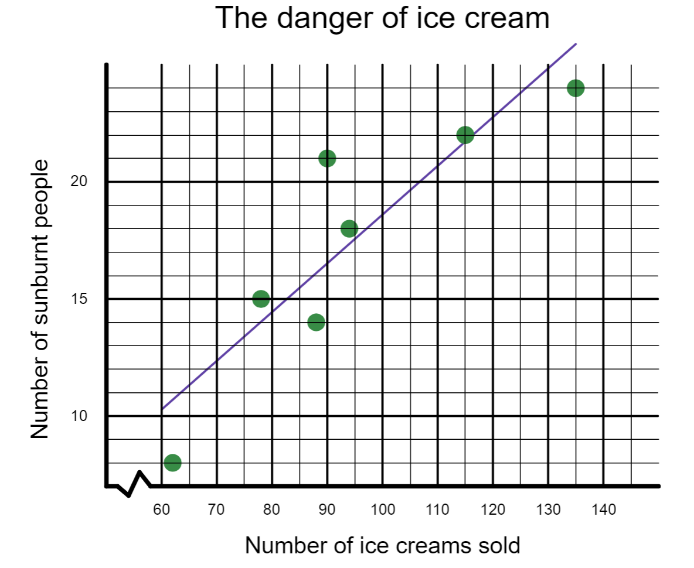 The danger of ice cream
Number of sunburnt people
20
15
10
60 70 80 90 100 110 120 130 140
Number of ice creams sold